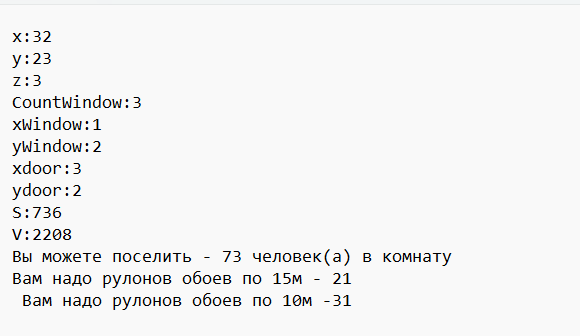 x:32
y:23
z:3
CountWindow:3
xWindow:1
yWindow:2
xdoor:3
ydoor:2
S:736
V:2208
Вы можете поселить - 73 человек(а) в комнату
Вам надо рулонов обоев по 15м - 21
Вам надо рулонов обоев по 10м -31